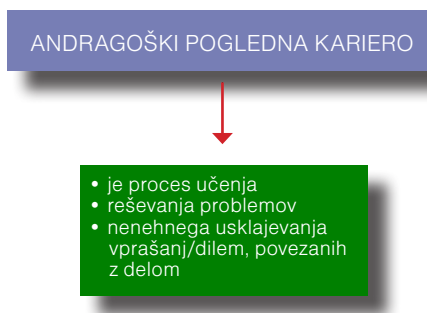 ANDRAGOŠKI POGLEDNA KARIERO
• je proces učenja
• reševanja problemov
• nenehnega usklajevanja
vprašanj/dilem, povezanih
z delom